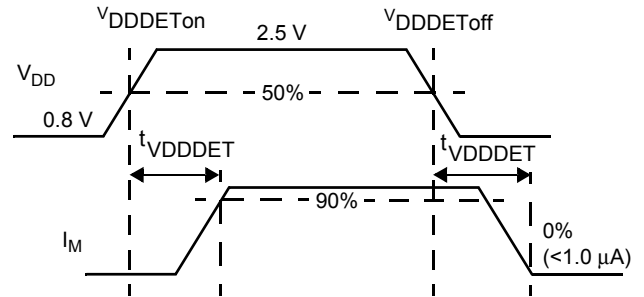 VDDDETon
VDDDEToff
2.5 V
VDD
50%
0.8 V
tVDDDET
tVDDDET
90%
IM
0%
(<1.0 μA)